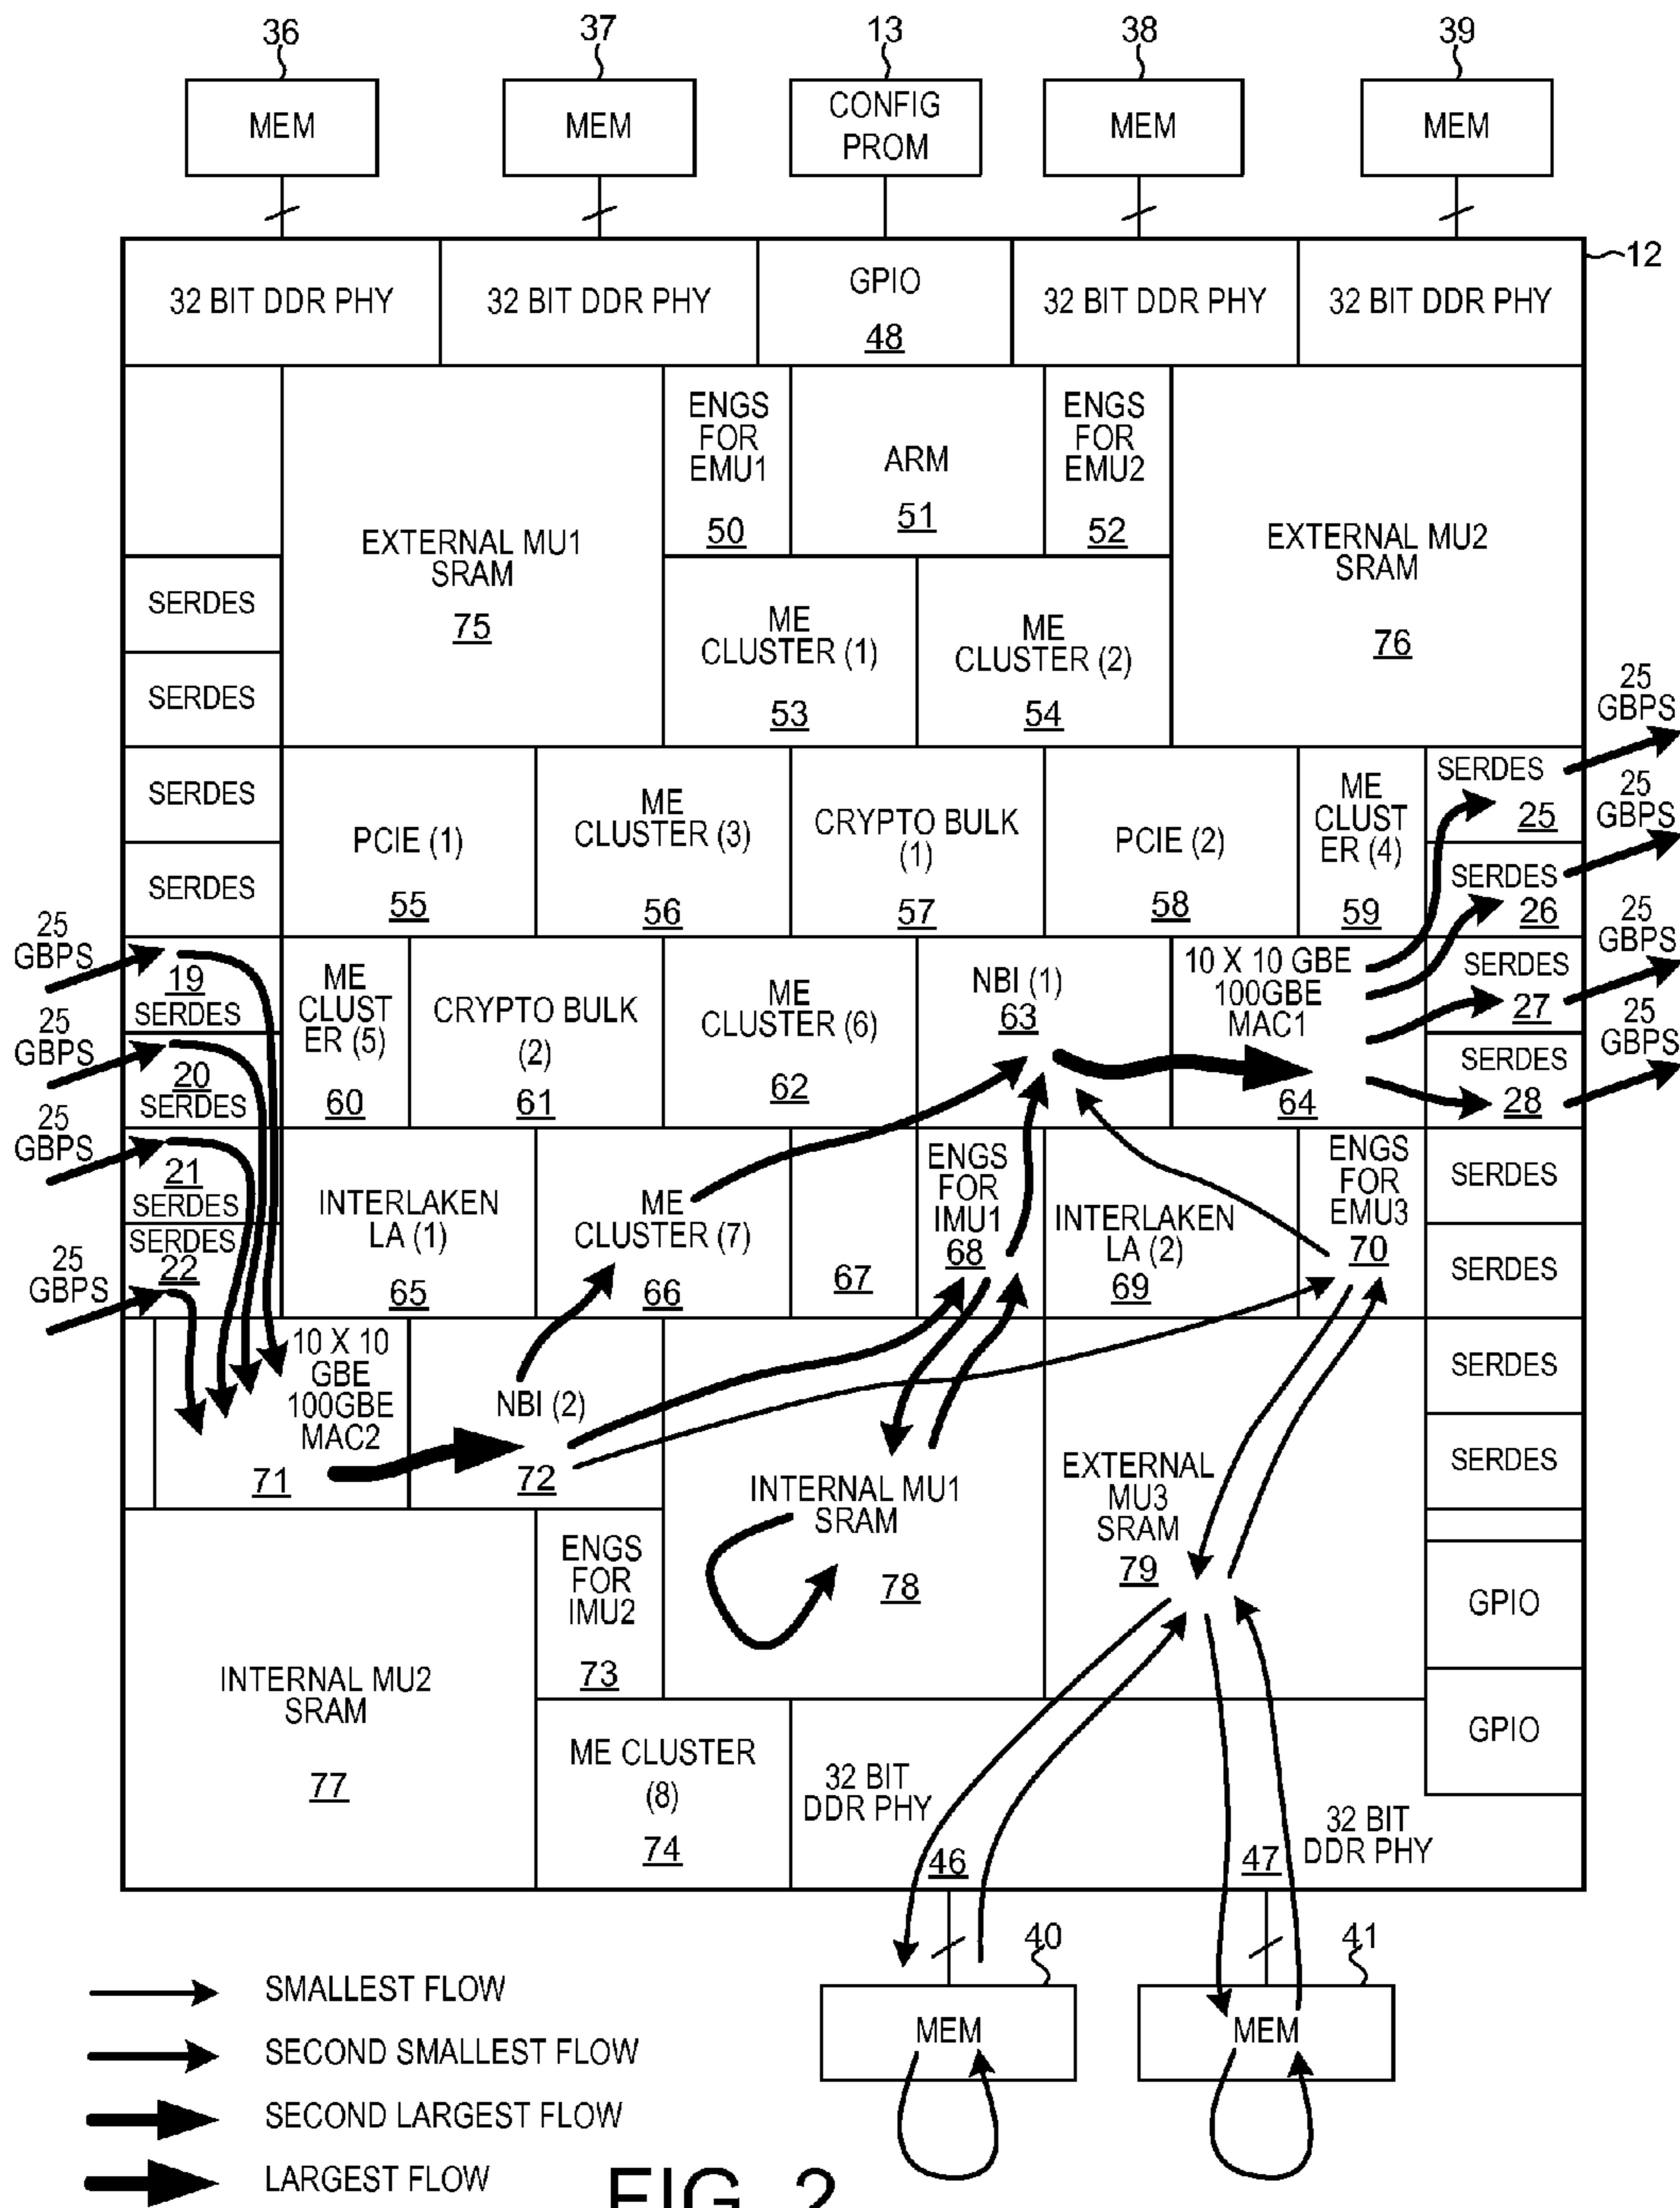 36
37
13
38
39
MEM
MEM
CONFIG
PROM
MEM
MEM
12
32 BIT DDR PHY
32 BIT DDR PHY
GPIO
48
32 BIT DDR PHY
32 BIT DDR PHY
EXTERNAL MU1
SRAM
75
ENGS
FOR
EMU1
50
ARM
51
ENGS
FOR
EMU2
52
EXTERNAL MU2
SRAM
76
SERDES
SERDES
SERDES
SERDES
ME
CLUSTER (1)
53
ME
CLUSTER (2)
54
PCIE (1)
55
ME
CLUSTER (3)
56
CRYPTO BULK
(1)
57
PCIE (2)
58
ME
CLUST
ER (4)
59
SERDES
25
SERDES
26
25
GBPS
25
GBPS
25
GBPS
25
GBPS
25
GBPS
25
GBPS
25
GBPS
25
GBPS
19
SERDES
20
SERDES
21
SERDES
SERDES
22
ME
CLUST
ER (5)
60
CRYPTO BULK
(2)
61
ME
CLUSTER (6)
62
NBI (1)
63
10 X 10 GBE
100GBE
MAC1
64
SERDES
27
SERDES
28
INTERLAKEN
LA (1)
65
ME
CLUSTER (7)
66
67
ENGS
FOR
IMU1
68
INTERLAKEN
LA (2)
69
ENGS
FOR
EMU3
70
SERDES
SERDES
SERDES
SERDES
10 X 10
GBE
100GBE
MAC2
71
NBI (2)
72
INTERNAL MU1
SRAM
78
EXTERNAL
MU3
SRAM
79
ENGS
FOR
IMU2
73
GPIO
GPIO
INTERNAL MU2
SRAM
77
ME CLUSTER
(8)
74
32 BIT
DDR PHY
46
47
32 BIT
DDR PHY
40
41
MEM
MEM
SMALLEST FLOW
SECOND SMALLEST FLOW
SECOND LARGEST FLOW
LARGEST FLOW
FIG. 2